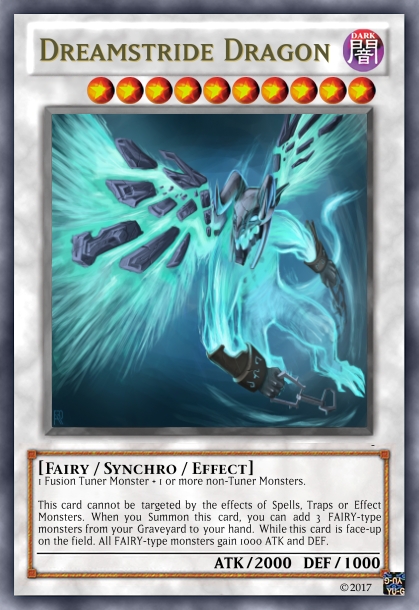 DREAMSTRIDE DRAGON
DARK
闇
R
-
[FAIRY / SYNCHRO / EFFECT]
1 Fusion Tuner Monster + 1 or more non-Tuner Monsters.
This card cannot be targeted by the effects of Spells, Traps or Effect
Monsters. When you Summon this card, you can add 3 FAIRY-type
monsters from your Graveyard to your hand. While this card is face-up
on the field. All FAIRY-type monsters gain 1000 ATK and DEF.
ATK/2000 DEF/1000
©2017